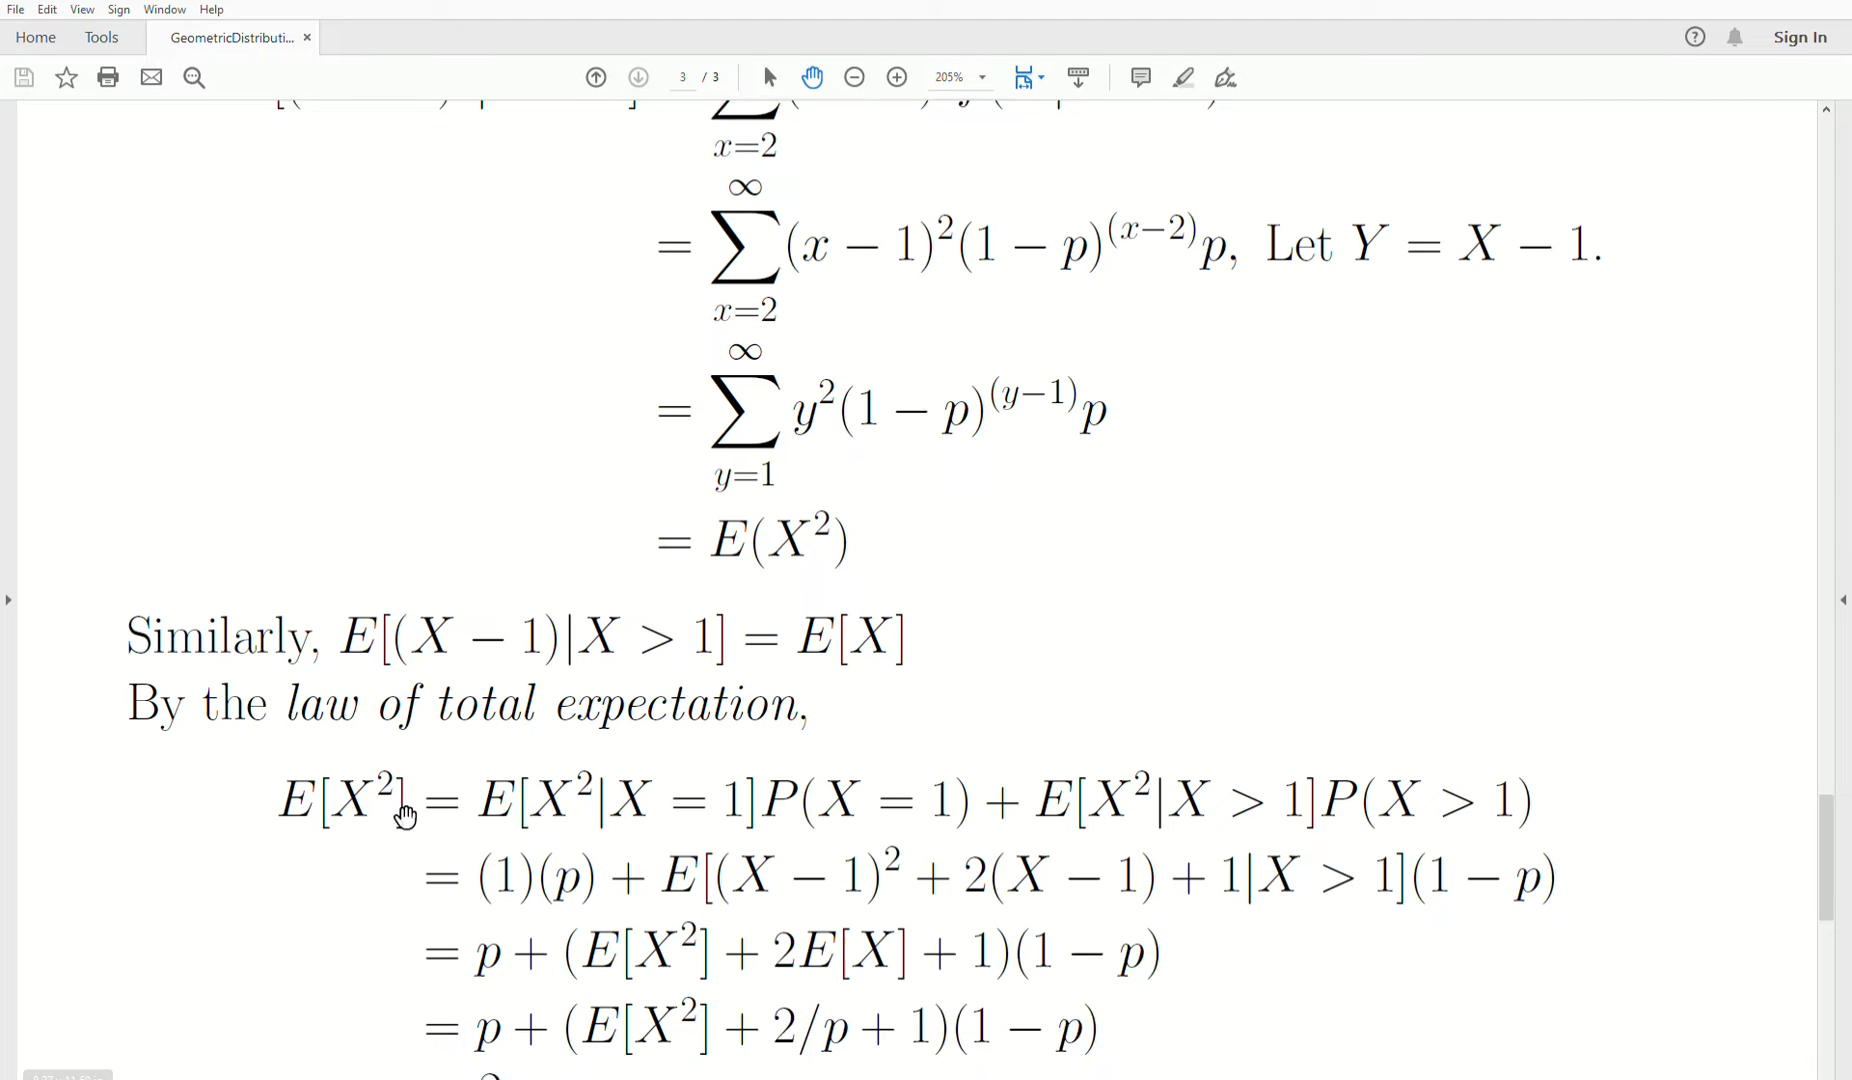 File Edit View Sign Window Help
Home Tools GeometricDistributi... × Sign In
3 / 3 205%
x=2
∞
= ∑ (x − 1)²(1 − p)⁽ˣ⁻²⁾p, Let Y = X − 1.
x=2
∞
= ∑ y²(1 − p)⁽ʸ⁻¹⁾p
y=1
= E(X²)
Similarly, E[(X − 1)|X > 1] = E[X]
By the law of total expectation,
E[X²] = E[X²|X = 1]P(X = 1) + E[X²|X > 1]P(X > 1)
= (1)(p) + E[(X − 1)² + 2(X − 1) + 1|X > 1](1 − p)
= p + (E[X²] + 2E[X] + 1)(1 − p)
= p + (E[X²] + 2/p + 1)(1 − p)